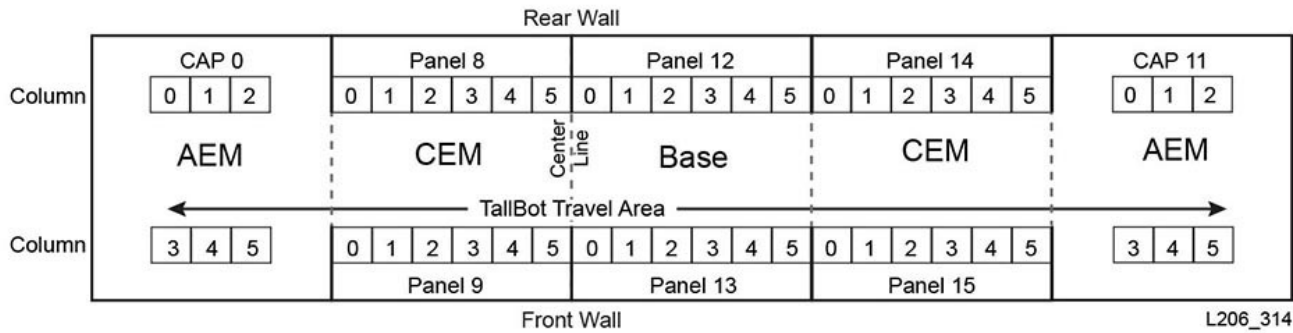 Rear Wall
CAP 0 Panel 8 Panel 12 Panel 14 CAP 11
Column 0 1 2 0 1 2 3 4 5 0 1 2 3 4 5 0 1 2 3 4 5 0 1 2
AEM CEM Center Line Base CEM AEM
TallBot Travel Area
Column 3 4 5 0 1 2 3 4 5 0 1 2 3 4 5 0 1 2 3 4 5 3 4 5
Panel 9 Panel 13 Panel 15
Front Wall
L206_314